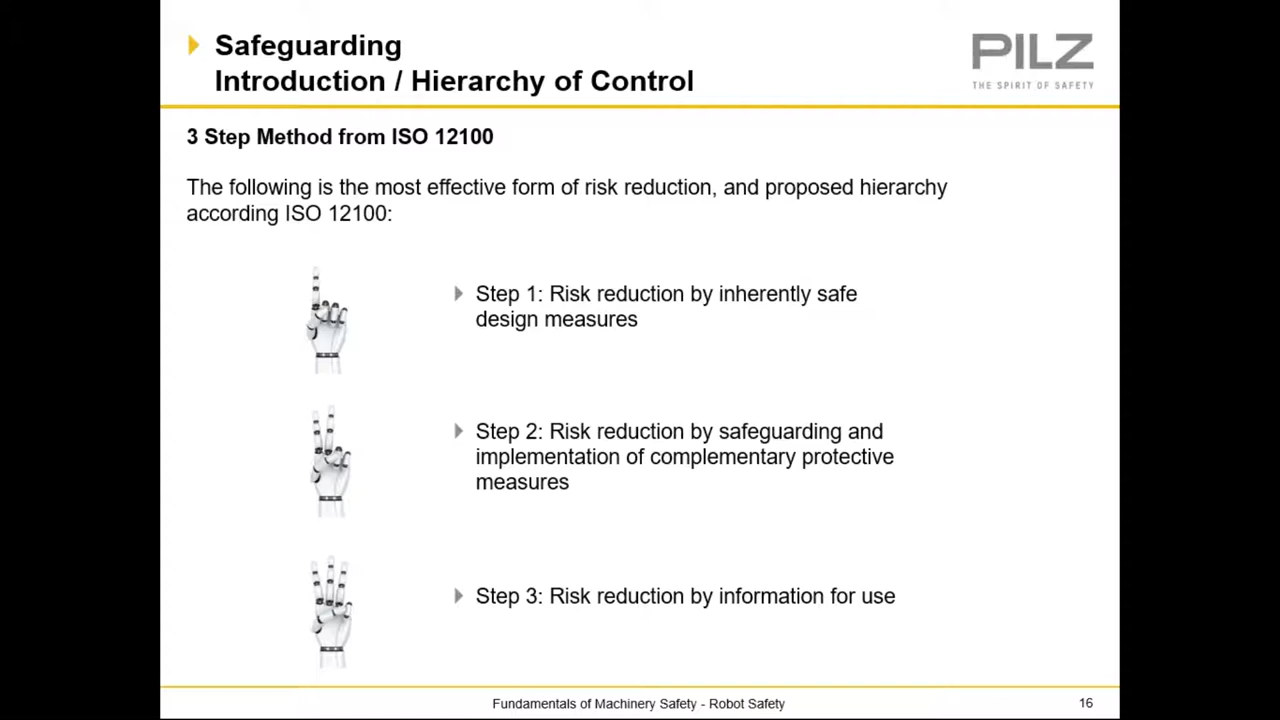 Safeguarding
Introduction / Hierarchy of Control
PILZ
THE SPIRIT OF SAFETY
3 Step Method from ISO 12100
The following is the most effective form of risk reduction, and proposed hierarchy
according ISO 12100:
Step 1: Risk reduction by inherently safe
design measures
Step 2: Risk reduction by safeguarding and
implementation of complementary protective
measures
Step 3: Risk reduction by information for use
Fundamentals of Machinery Safety - Robot Safety
16